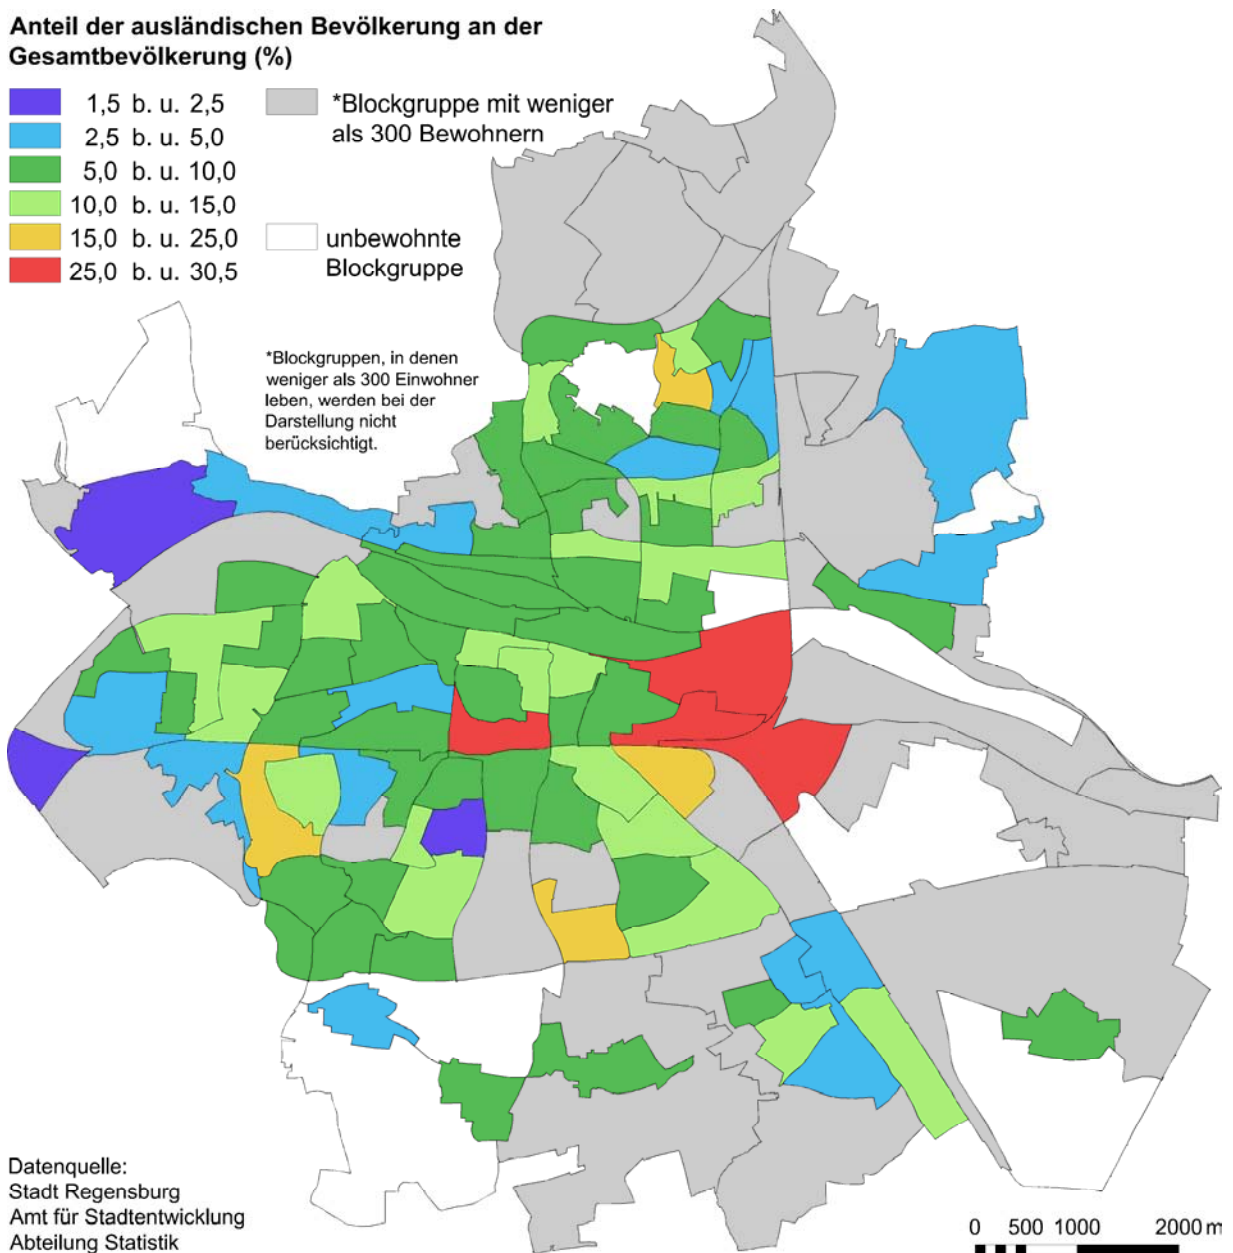 Anteil der ausländischen Bevölkerung an der
Gesamtbevölkerung (%)
1,5 b. u. 2,5
2,5 b. u. 5,0
5,0 b. u. 10,0
10,0 b. u. 15,0
15,0 b. u. 25,0
25,0 b. u. 30,5
*Blockgruppe mit weniger
als 300 Bewohnern
unbewohnte
Blockgruppe
*Blockgruppen, in denen
weniger als 300 Einwohner
leben, werden bei der
Darstellung nicht
berücksichtigt.
Datenquelle:
Stadt Regensburg
Amt für Stadtentwicklung
Abteilung Statistik
0 500 1000 2000 m